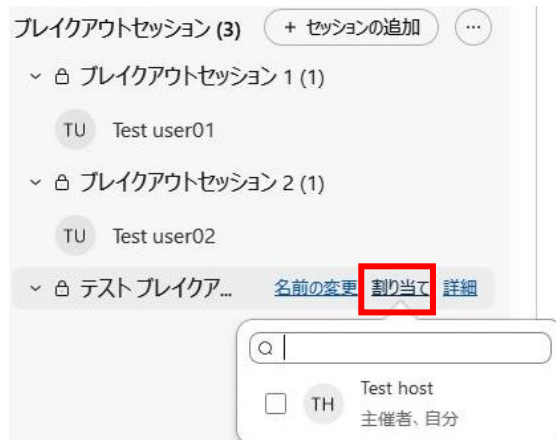 ブレイクアウトセッション (3) + セッションの追加 ...
ブレイクアウトセッション 1 (1)
TU Test user01
ブレイクアウトセッション 2 (1)
TU Test user02
テスト ブレイクア... 名前の変更 割り当て 詳細
TH Test host
主催者、自分